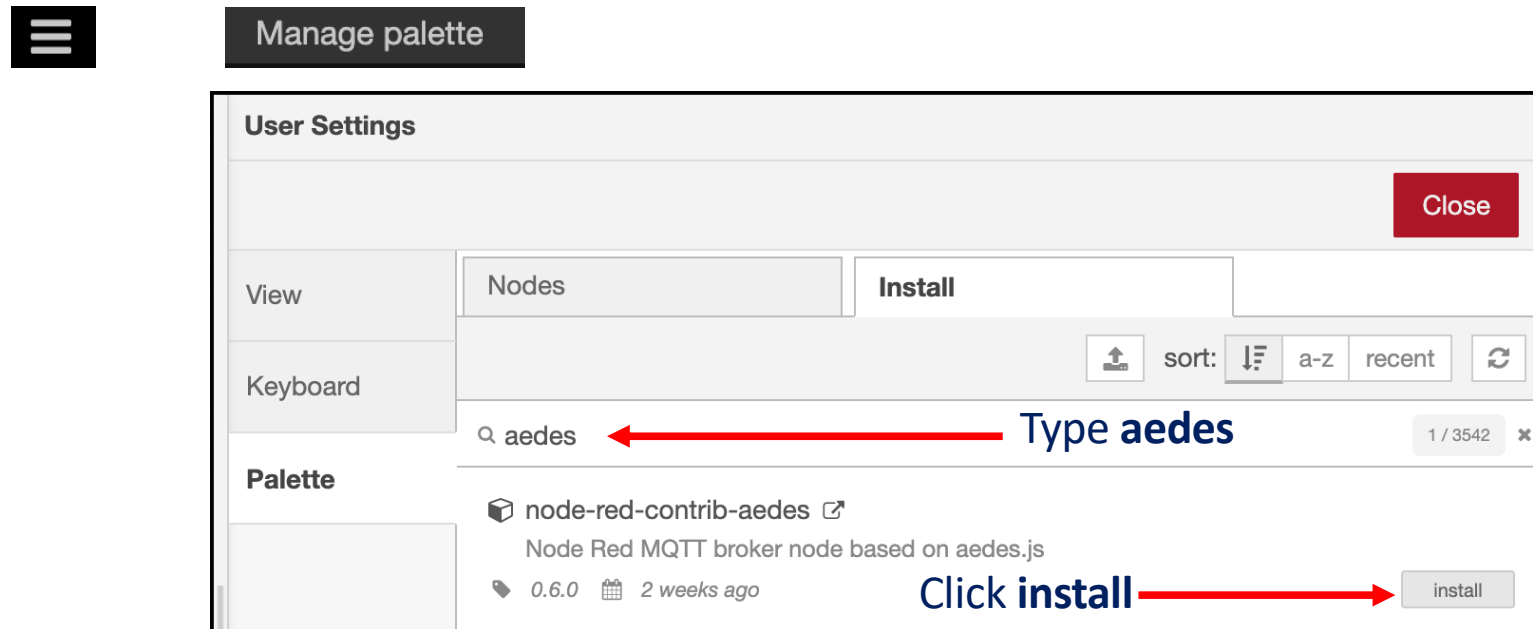 Manage palette
User Settings
Close
View
Nodes
Install
sort:
a-z
recent
Keyboard
aedes
Type aedes
1 / 3542
Palette
node-red-contrib-aedes
Node Red MQTT broker node based on aedes.js
0.6.0
2 weeks ago
Click install
install